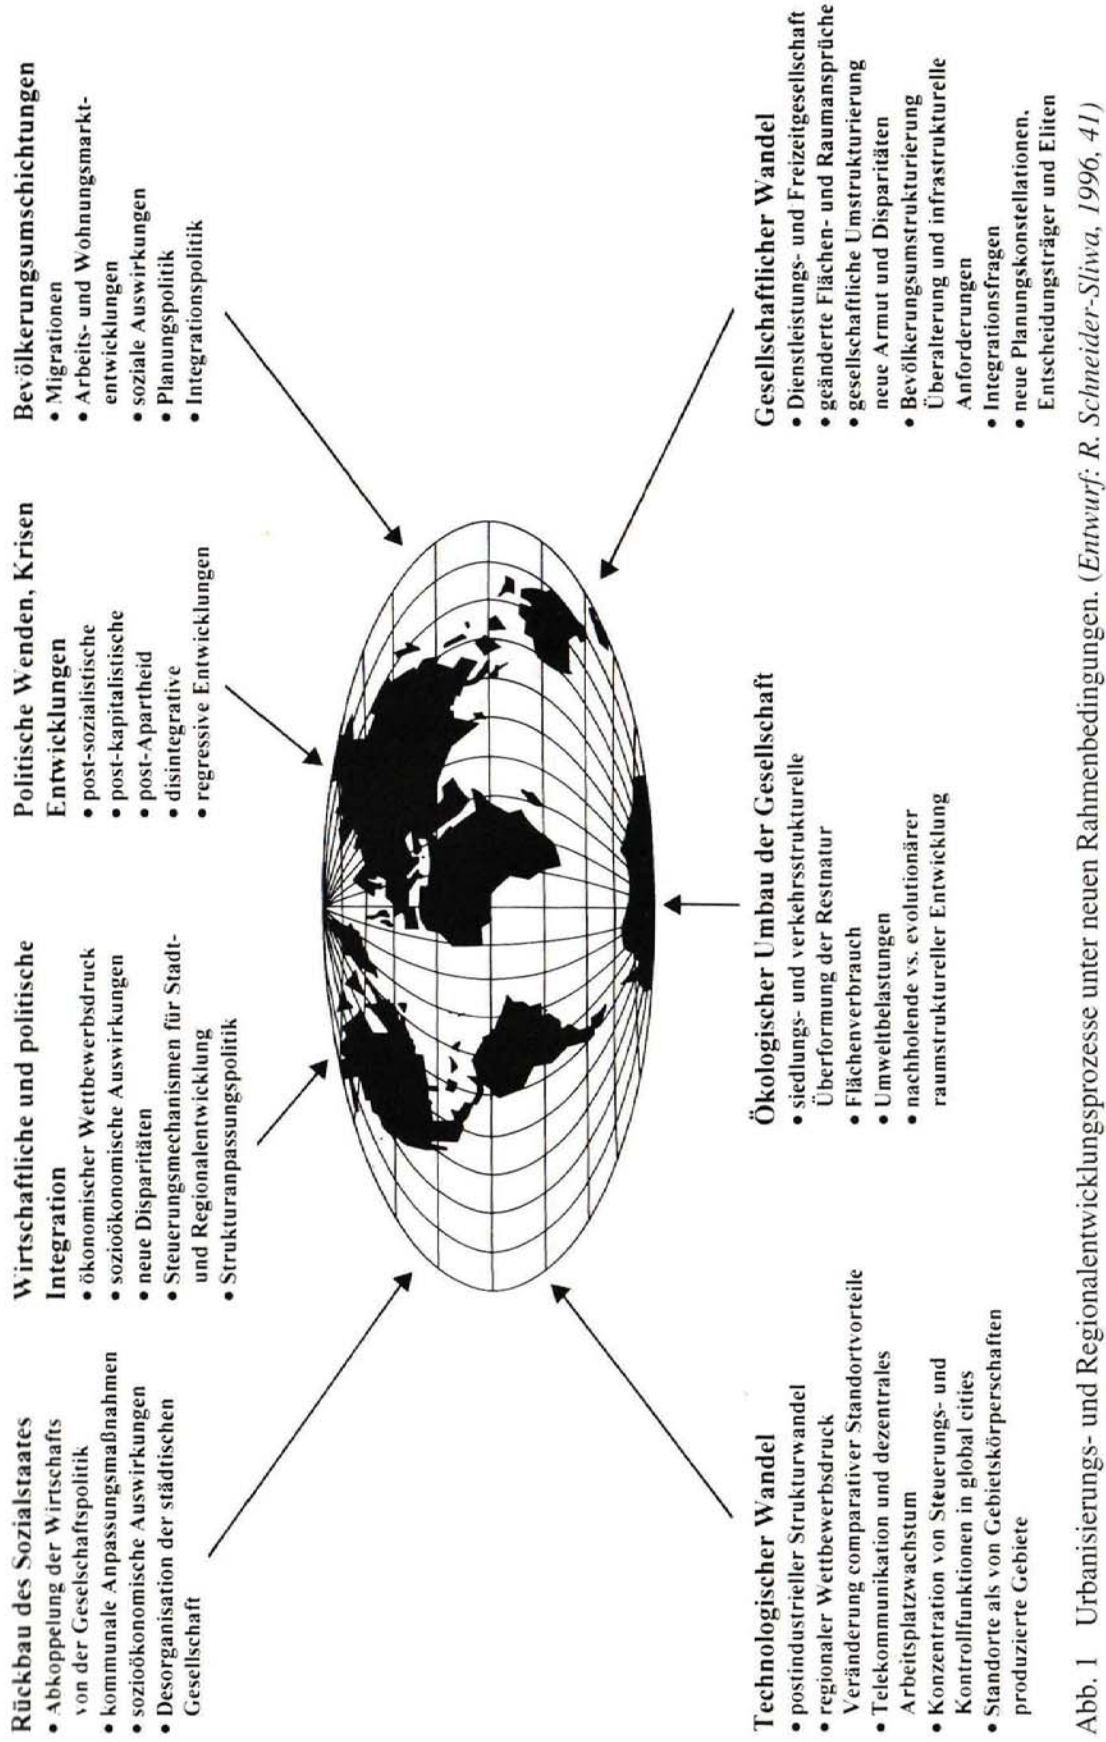 Rückbau des Sozialstaates
• Abkoppelung der Wirtschafts
von der Geselschaftspolitik
• kommunale Anpassungsmaßnahmen
• sozioökonomische Auswirkungen
• Desorganisation der städtischen
Gesellschaft
Wirtschaftliche und politische
Integration
• ökonomischer Wettbewerbsdruck
• sozioökonomische Auswirkungen
• neue Disparitäten
• Steuerungsmechanismen für Stadt-
und Regionalentwicklung
• Strukturanpassungspolitik
Politische Wenden, Krisen
Entwicklungen
• post-sozialistische
• post-kapitalistische
• post-Apartheid
• disintegrative
• regressive Entwicklungen
Bevölkerungsumschichtungen
• Migrationen
• Arbeits- und Wohnungsmarkt-
entwicklungen
• soziale Auswirkungen
• Planungspolitik
• Integrationspolitik
Technologischer Wandel
• postindustrieller Strukturwandel
• regionaler Wettbewerbsdruck
Veränderung comparativer Standortvorteile
• Telekommunikation und dezentrales
Arbeitsplatzwachstum
• Konzentration von Steuerungs- und
Kontrollfunktionen in global cities
• Standorte als von Gebietskörperschaften
produzierte Gebiete
Ökologischer Umbau der Gesellschaft
• siedlungs- und verkehrsstrukturelle
Überformung der Restnatur
• Flächenverbrauch
• Umweltbelastungen
• nachholende vs. evolutionärer
raumstruktureller Entwicklung
Gesellschaftlicher Wandel
• Dienstleistungs- und Freizeitgesellschaft
• geänderte Flächen- und Raumansprüche
• gesellschaftliche Umstrukturierung
neue Armut und Disparitäten
• Bevölkerungsumstrukturierung
Überalterung und infrastrukturelle
Anforderungen
• Integrationsfragen
• neue Planungskonstellationen,
Entscheidungsträger und Eliten
Abb. 1 Urbanisierungs- und Regionalentwicklungsprozesse unter neuen Rahmenbedingungen. (Entwurf: R. Schneider-Sliwa, 1996, 41)